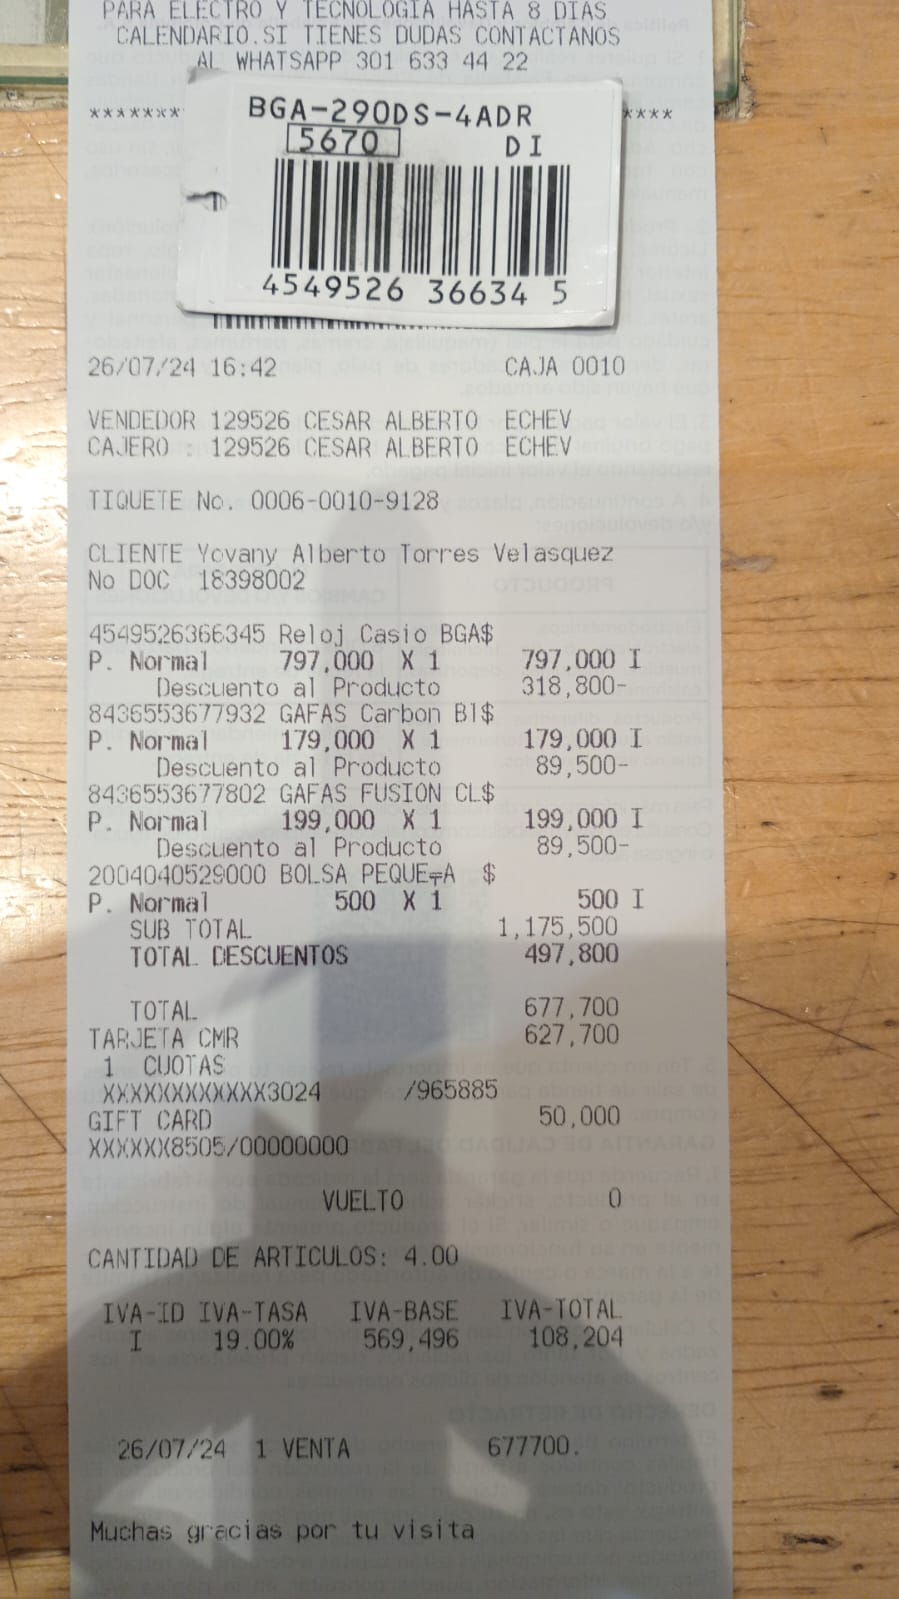 PARA ELECTRO Y TECNOLOGIA HASTA 8 DIAS
CALENDARIO.SI TIENES DUDAS CONTACTANOS
AL WHATSAPP 301 633 44 22
******** ****
BGA-290DS-4ADR
5670 DI
4549526 36634 5
26/07/24 16:42 CAJA 0010
VENDEDOR 129526 CESAR ALBERTO ECHEV
CAJERO : 129526 CESAR ALBERTO ECHEV
TIQUETE No. 0006-0010-9128
CLIENTE Yovany Alberto Torres Velasquez
No DOC 18398002
4549526366345 Reloj Casio BGA$
P. Normal 797,000 X 1 797,000 I
Descuento al Producto 318,800-
8436553677932 GAFAS Carbon Bl$
P. Normal 179,000 X 1 179,000 I
Descuento al Producto 89,500-
8436553677802 GAFAS FUSION CL$
P. Normal 199,000 X 1 199,000 I
Descuento al Producto 89,500-
2004040529000 BOLSA PEQUE╤A $
P. Normal 500 X 1 500 I
SUB TOTAL 1,175,500
TOTAL DESCUENTOS 497,800
TOTAL 677,700
TARJETA CMR 627,700
1 CUOTAS
XXXXXXXXXXXX3024 /965885
GIFT CARD 50,000
XXXXXX8505/00000000
VUELTO 0
CANTIDAD DE ARTICULOS: 4.00
IVA-ID IVA-TASA IVA-BASE IVA-TOTAL
I 19.00% 569,496 108,204
26/07/24 1 VENTA 677700.
Muchas gracias por tu visita